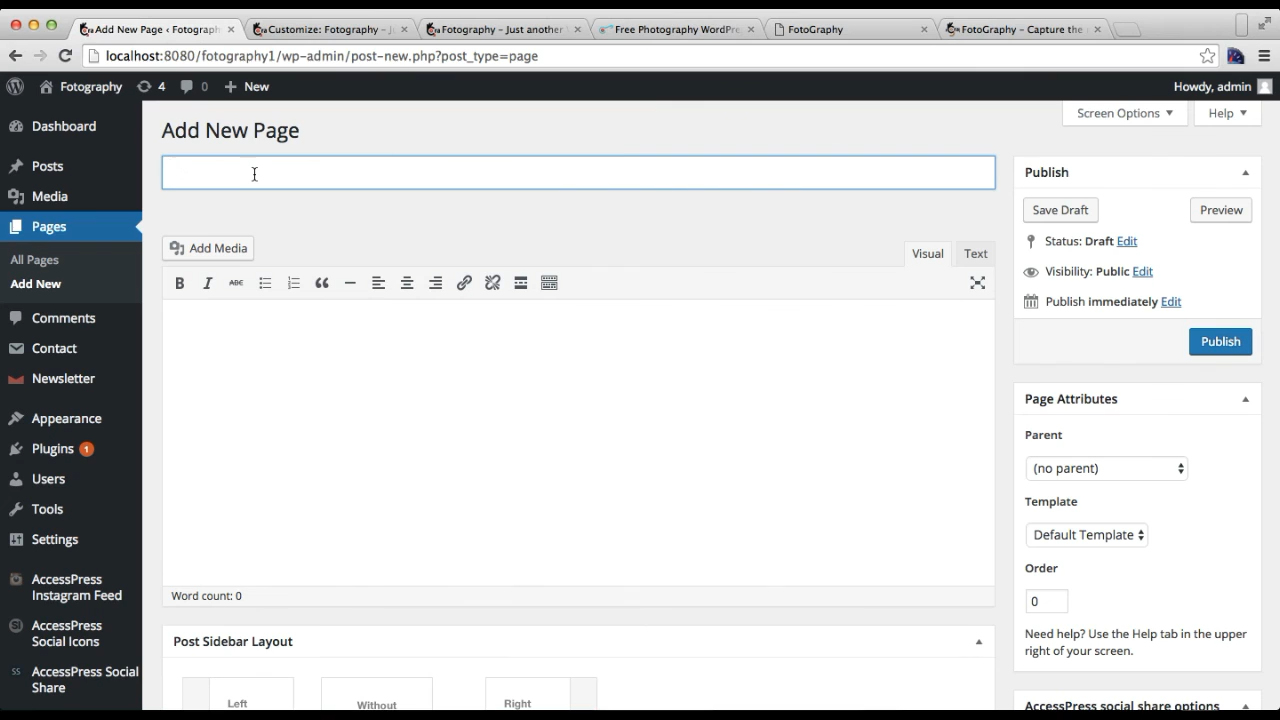 Add New Page ‹ Fotograph
Customize: Fotography – J
Fotography – Just another
Free Photography WordPre
FotoGraphy
FotoGraphy – Capture the
localhost:8080/fotography1/wp-admin/post-new.php?post_type=page
Fotography 4 0 + New
Howdy, admin
Screen Options
Help
Dashboard
Posts
Media
Pages
All Pages
Add New
Comments
Contact
Newsletter
Appearance
Plugins 1
Users
Tools
Settings
AccessPress
Instagram Feed
AccessPress
Social Icons
AccessPress Social
Share
Add New Page
Add Media
Visual
Text
B I ABC
Word count: 0
Post Sidebar Layout
Left
Without
Right
Publish
Save Draft
Preview
Status: Draft Edit
Visibility: Public Edit
Publish immediately Edit
Publish
Page Attributes
Parent
(no parent)
Template
Default Template
Order
0
Need help? Use the Help tab in the upper
right of your screen.
AccessPress social share options